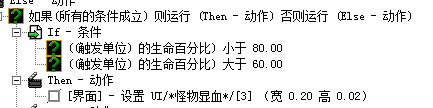 Else - 动作
如果(所有的条件成立) 则运行 (Then - 动作) 否则运行 (Else - 动作)
If - 条件
((触发单位) 的生命百分比) 小于 80.00
((触发单位) 的生命百分比) 大于 60.00
Then - 动作
[界面] - 设置 UI/*怪物显血*/[3] (宽 0.20 高 0.02)